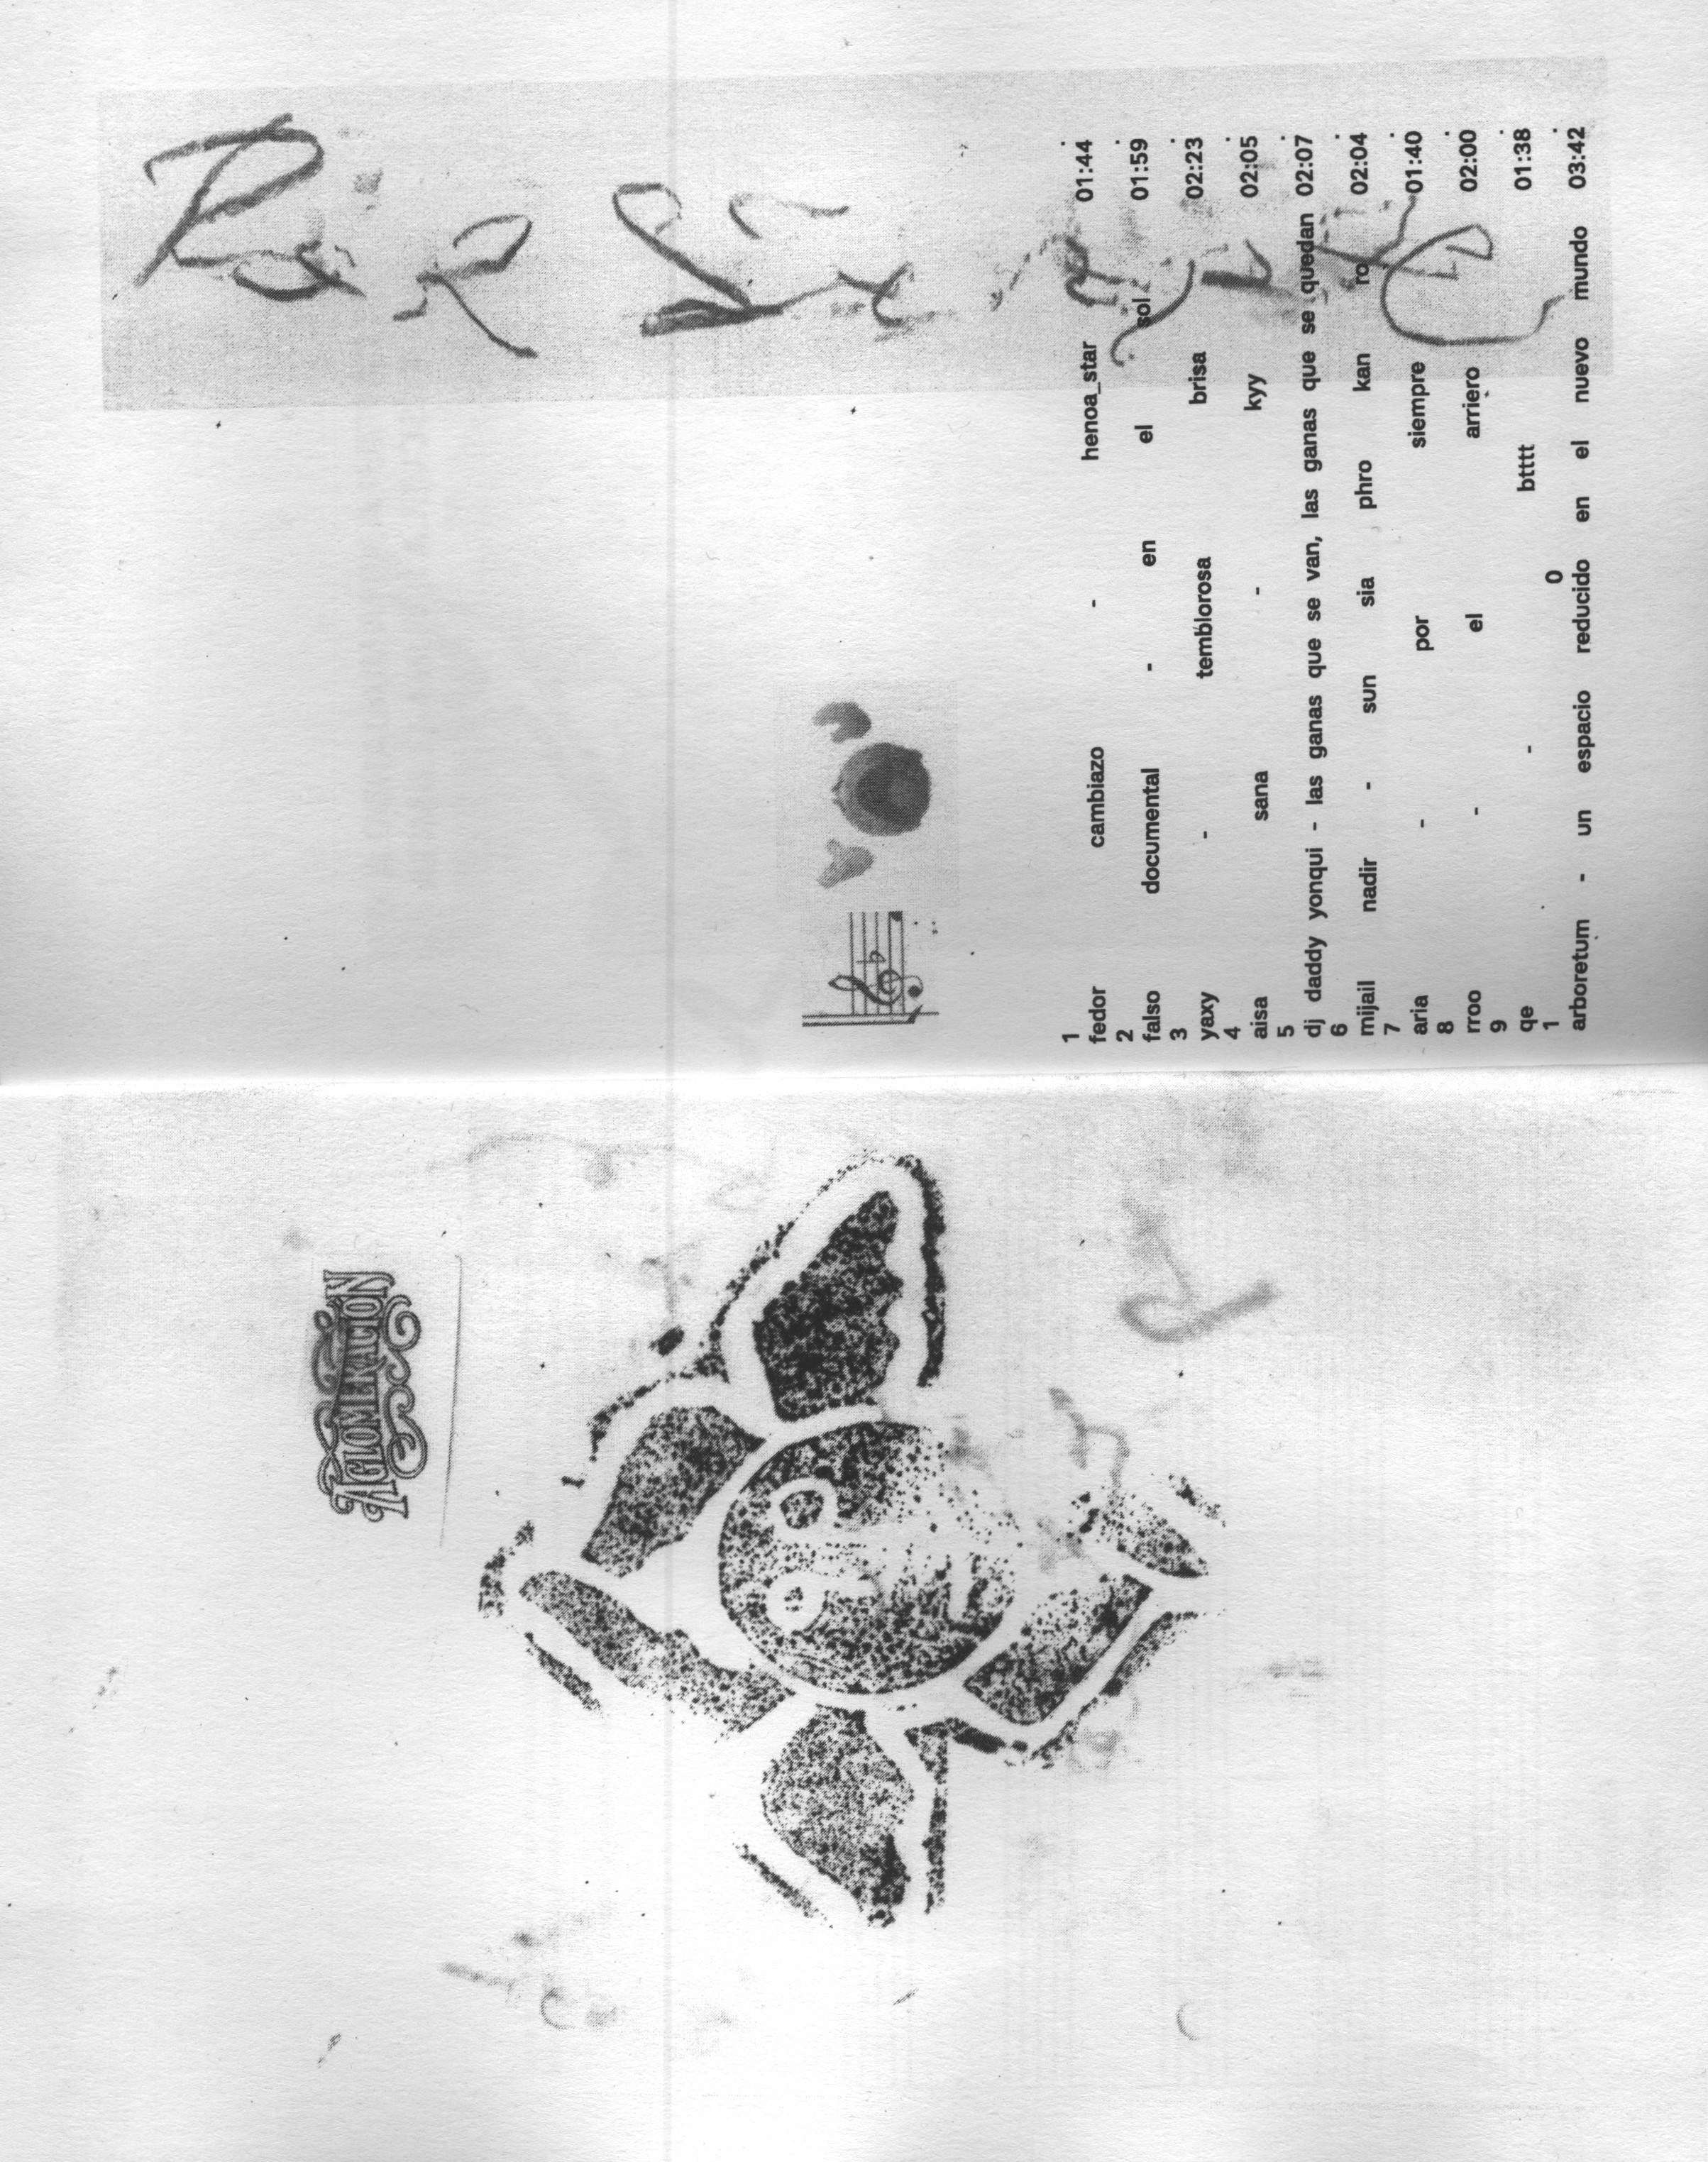 AGLOMERACIÓN
1 .
fedor cambiazo - henoa_star 01:44
2 .
falso documental - en el sol 01:59
3 .
yaxy - temblorosa brisa 02:23
4 .
aisa sana - kyy 02:05
5 .
dj daddy yonqui - las ganas que se van, las ganas que se quedan 02:07
6 .
mijail nadir - sun sia phro kan ro 02:04
7 .
aria - por siempre 01:40
8 .
rroo - el arriero 02:00
9 .
qe - btttt 01:38
1 0 .
arboretum - un espacio reducido en el nuevo mundo 03:42